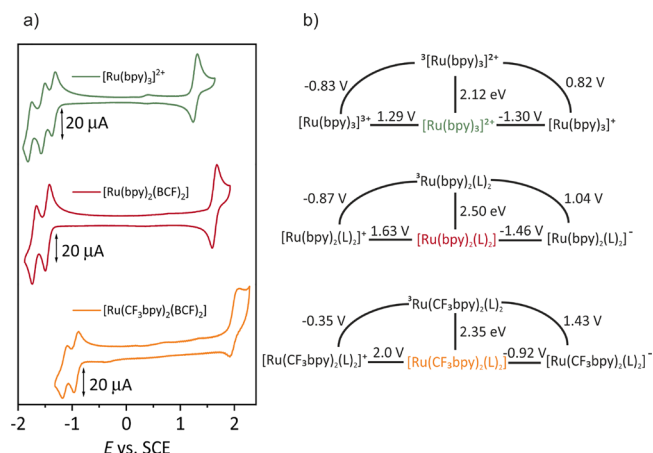 a)
[Ru(bpy)₃]²⁺
20 µA
[Ru(bpy)₂(BCF)₂]
20 µA
[Ru(CF₃bpy)₂(BCF)₂]
20 µA
-2 -1 0 1 2
E vs. SCE
b)
³[Ru(bpy)₃]²⁺
-0.83 V 0.82 V
2.12 eV
[Ru(bpy)₃]³⁺ 1.29 V [Ru(bpy)₃]²⁺ -1.30 V [Ru(bpy)₃]⁺
³Ru(bpy)₂(L)₂
-0.87 V 1.04 V
2.50 eV
[Ru(bpy)₂(L)₂]⁺ 1.63 V [Ru(bpy)₂(L)₂] -1.46 V [Ru(bpy)₂(L)₂]⁻
³Ru(CF₃bpy)₂(L)₂
-0.35 V 1.43 V
2.35 eV
[Ru(CF₃bpy)₂(L)₂]⁺ 2.0 V [Ru(CF₃bpy)₂(L)₂] -0.92 V [Ru(CF₃bpy)₂(L)₂]⁻